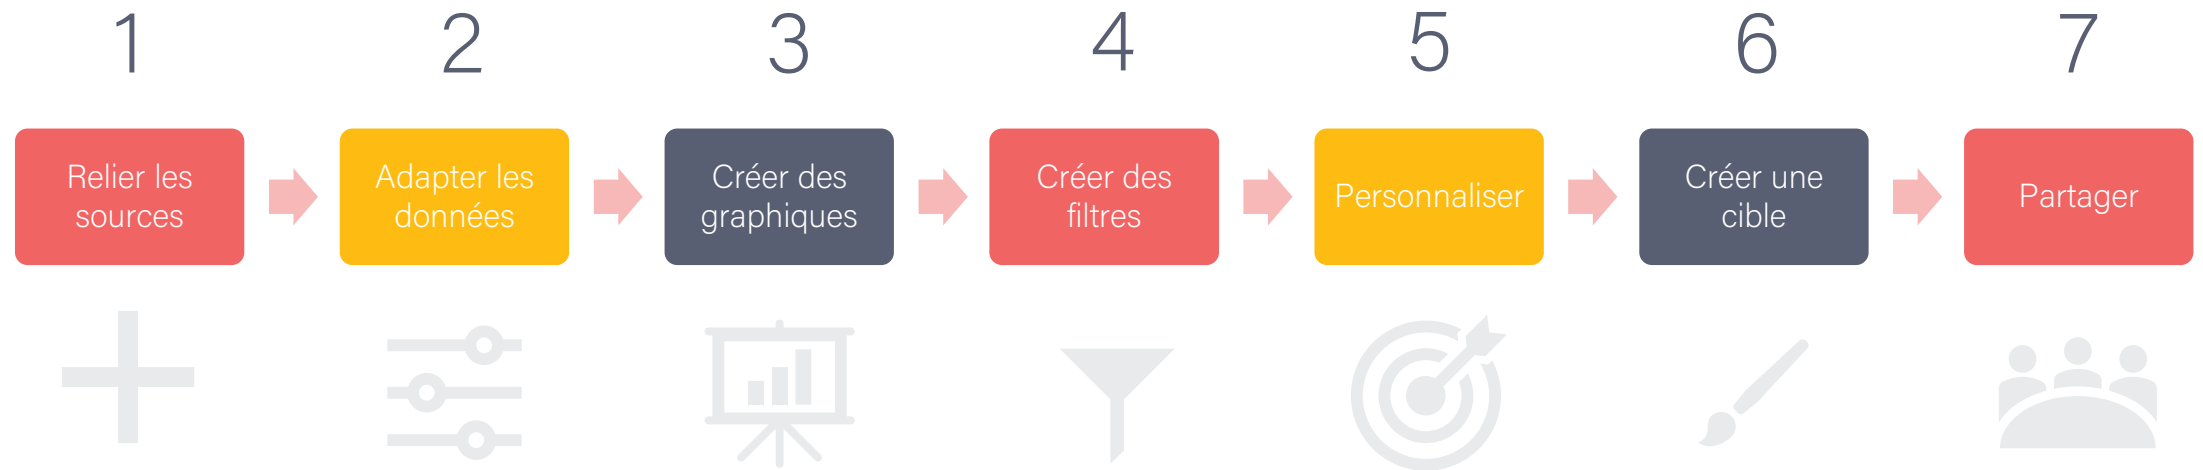 1
2
3
4
5
6
7
Relier les
sources
Adapter les
données
Créer des
graphiques
Créer des
filtres
Personnaliser
Créer une
cible
Partager